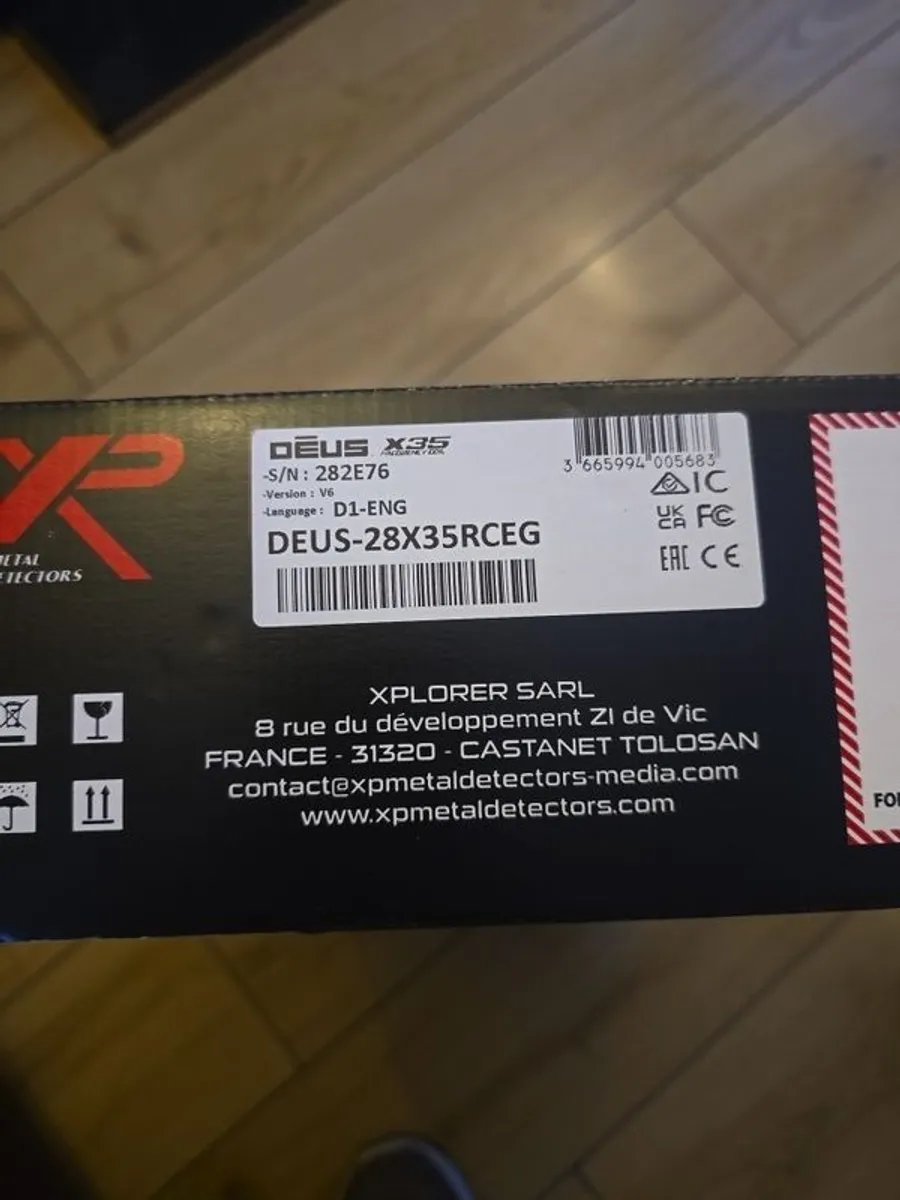 XP
METAL
DETECTORS
DĒUS X35
-S/N : 282E76
-Version : V6
-Language : D1-ENG
DEUS-28X35RCEG
3 665994 005683
IC
UK
CA FC
EAC CE
XPLORER SARL
8 rue du développement ZI de Vic
FRANCE - 31320 - CASTANET TOLOSAN
contact@xpmetaldetectors-media.com
www.xpmetaldetectors.com